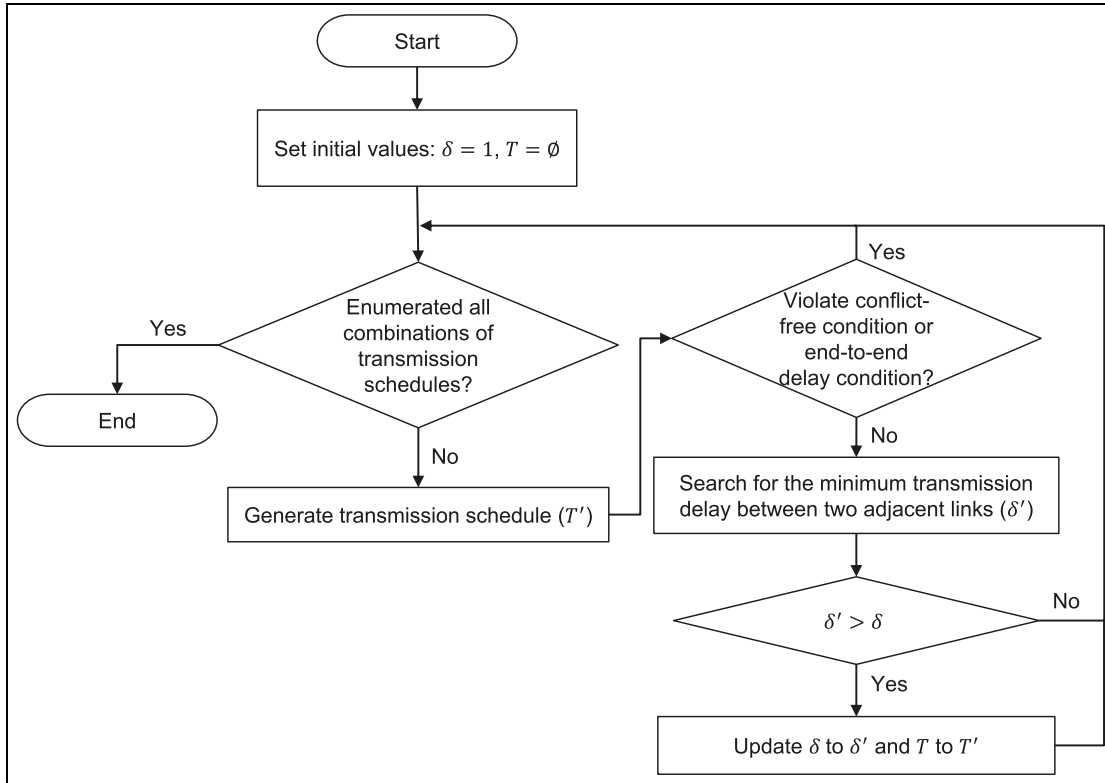 Start
Set initial values: δ = 1, T = ∅
Enumerated all
combinations of
transmission
schedules?
Yes
End
No
Generate transmission schedule (T′)
Yes
Violate conflict-
free condition or
end-to-end
delay condition?
No
Search for the minimum transmission
delay between two adjacent links (δ′)
δ′ > δ
No
Yes
Update δ to δ′ and T to T′